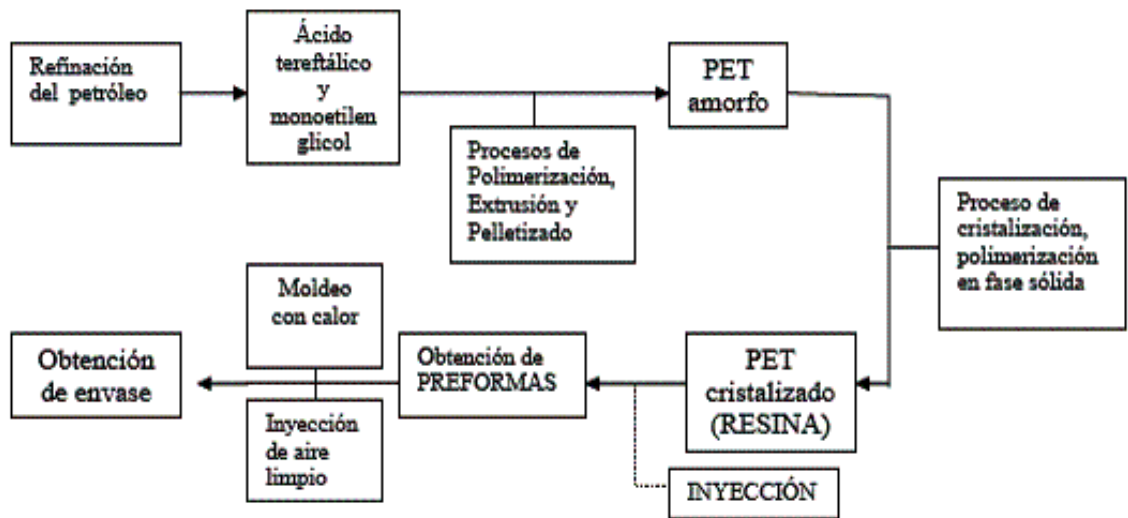 Refinación
del petróleo
Ácido
tereftálico
y
monoetilen
glicol
Procesos de
Polimerización,
Extrusión y
Pelletizado
PET
amorfo
Proceso de
cristalización,
polimerización
en fase sólida
PET
cristalizado
(RESINA)
INYECCIÓN
Obtención de
PREFORMAS
Moldeo
con calor
Inyección
de aire
limpio
Obtención
de envase